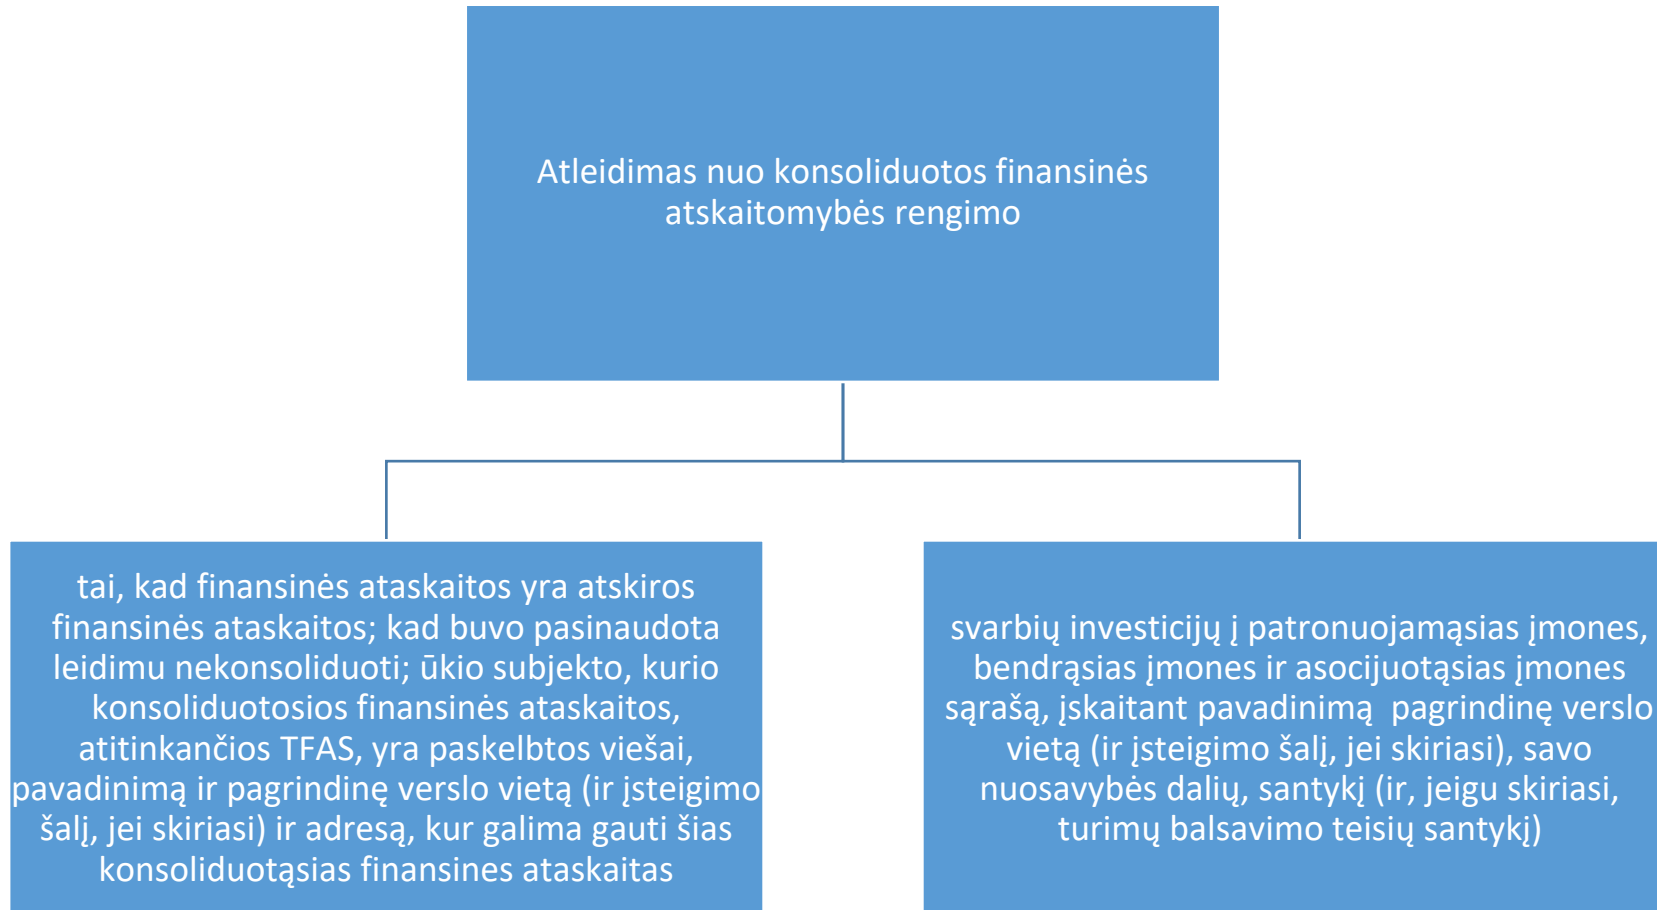 Atleidimas nuo konsoliduotos finansinės
atskaitomybės rengimo
tai, kad finansinės ataskaitos yra atskiros
finansinės ataskaitos; kad buvo pasinaudota
leidimu nekonsoliduoti; ūkio subjekto, kurio
konsoliduotosios finansinės ataskaitos,
atitinkančios TFAS, yra paskelbtos viešai,
pavadinimą ir pagrindinę verslo vietą (ir įsteigimo
šalį, jei skiriasi) ir adresą, kur galima gauti šias
konsoliduotąsias finansines ataskaitas
svarbių investicijų į patronuojamąsias įmones,
bendrąsias įmones ir asocijuotąsias įmones
sąrašą, įskaitant pavadinimą  pagrindinę verslo
vietą (ir įsteigimo šalį, jei skiriasi), savo
nuosavybės dalių, santykį (ir, jeigu skiriasi,
turimų balsavimo teisių santykį)